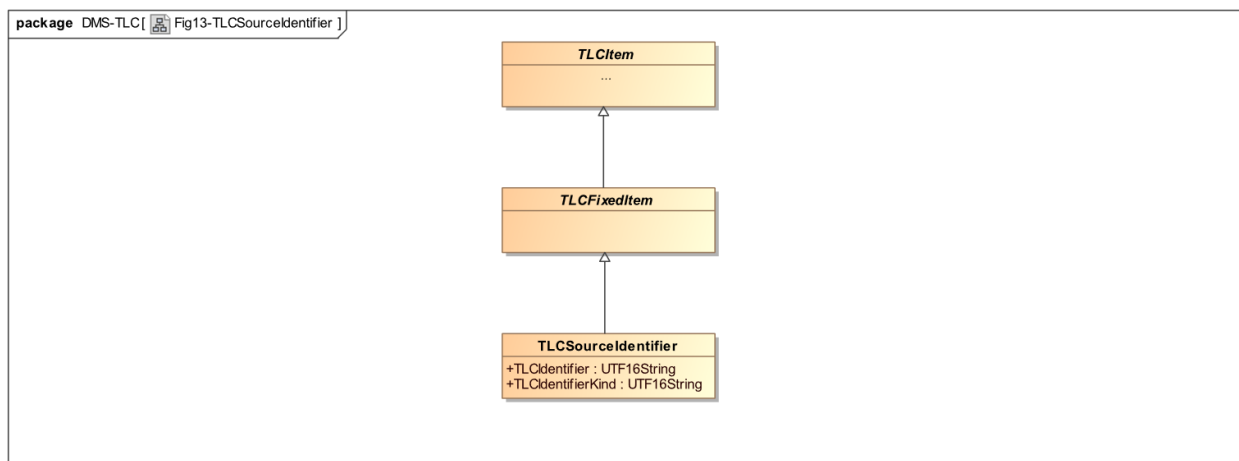 package DMS-TLC[ Fig13-TLCSourceIdentifier ]
TLCItem
...
TLCFixedItem
TLCSourceIdentifier
+TLCIdentifier : UTF16String
+TLCIdentifierKind : UTF16String